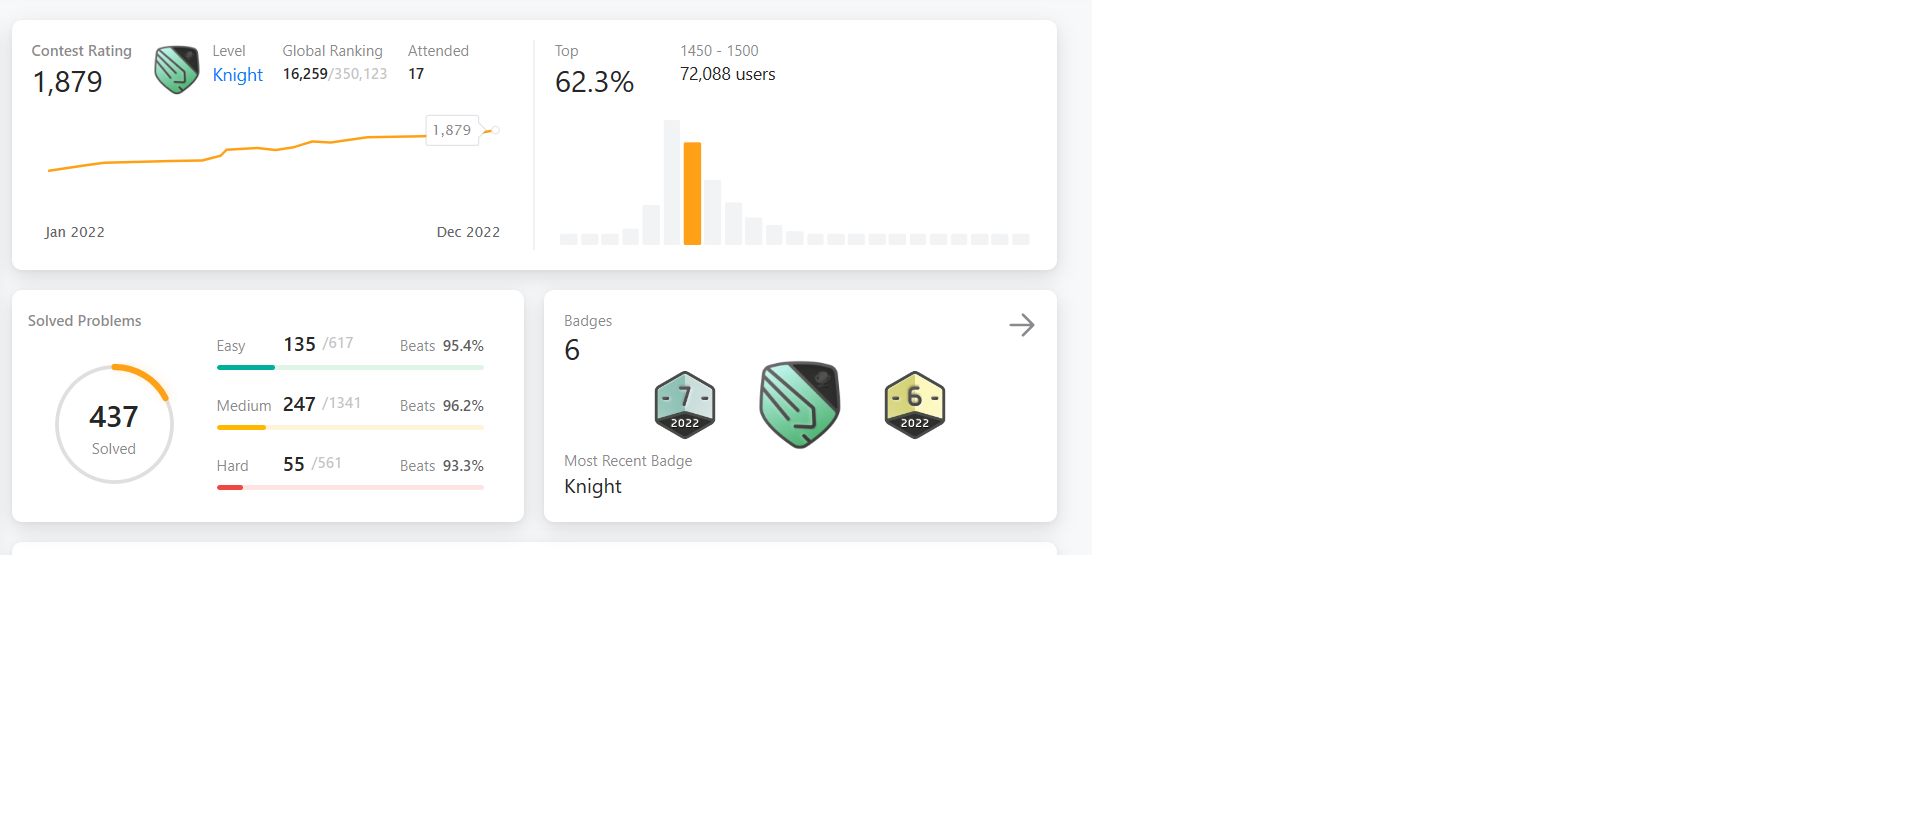 Contest Rating
1,879
Level
Knight
Global Ranking
16,259/350,123
Attended
17
1,879
Jan 2022
Dec 2022
Top
62.3%
1450 - 1500
72,088 users
Solved Problems
437
Solved
Easy 135 /617 Beats 95.4%
Medium 247 /1341 Beats 96.2%
Hard 55 /561 Beats 93.3%
Badges
6
- 7 -
2022
- 6 -
2022
Most Recent Badge
Knight